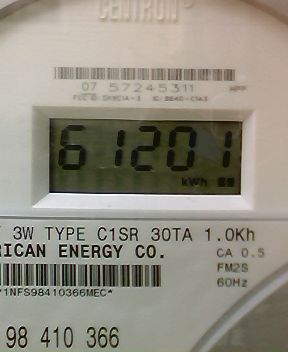 CENTRON
07 57245311
61201
kWh
3W TYPE C1SR 30TA 1.0Kh
RICAN ENERGY CO.
CA 0.5
FM2S
60Hz
*1NFS98410366MEC*
98 410 366